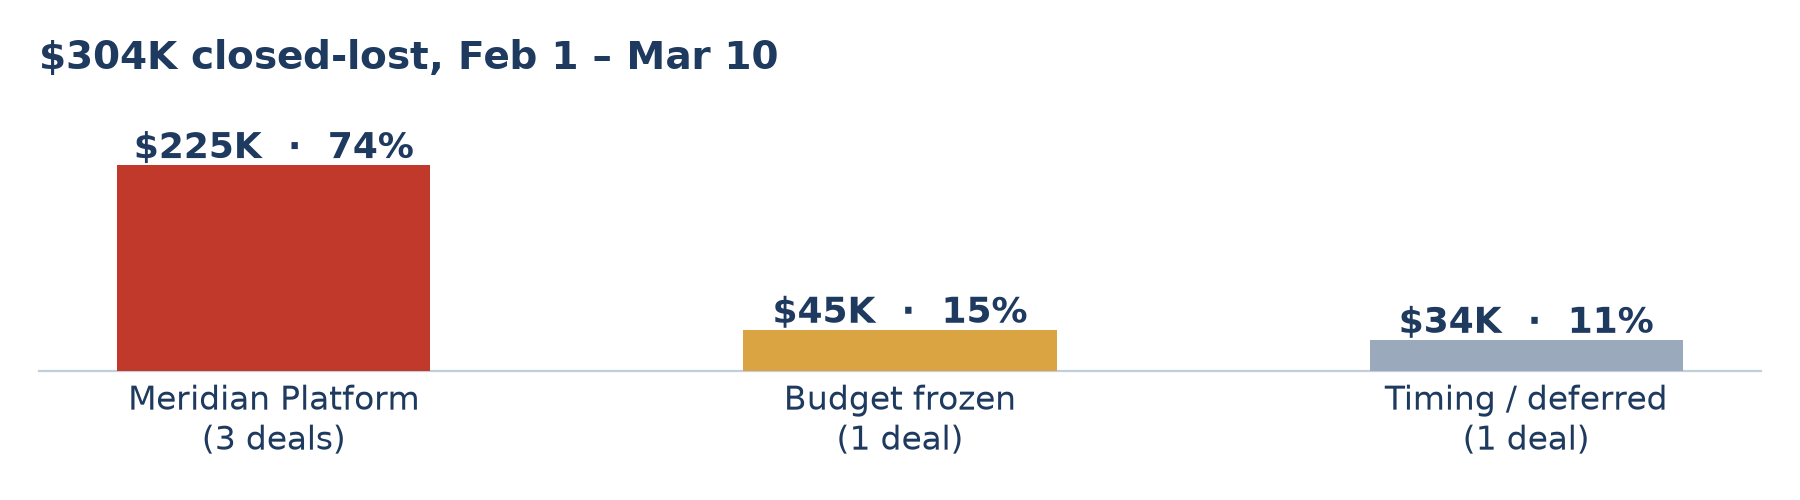 $304K closed-lost, Feb 1 – Mar 10
$225K · 74%
$45K · 15%
$34K · 11%
Meridian Platform
(3 deals)
Budget frozen
(1 deal)
Timing / deferred
(1 deal)